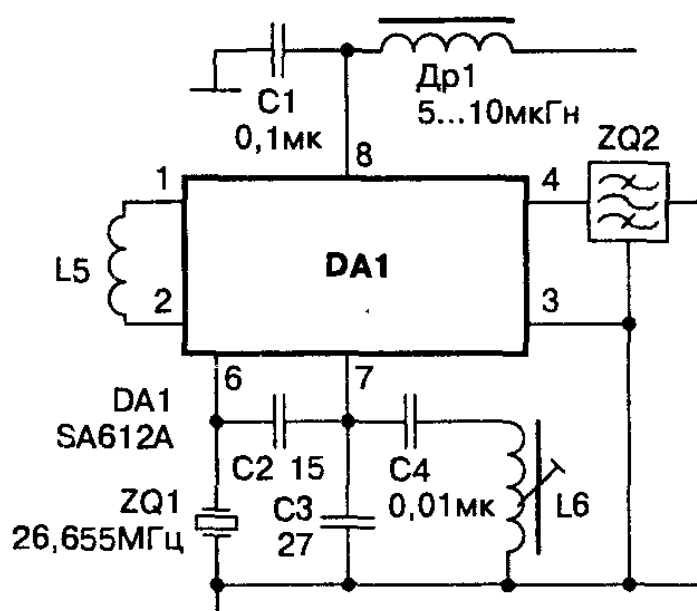 C1
0,1мк
Др1
5...10мкГн
8
ZQ2
1
4
L5
DA1
2
3
6
7
DA1
SA612A
C2 15
C4
0,01мк
L6
ZQ1
26,655МГц
C3
27